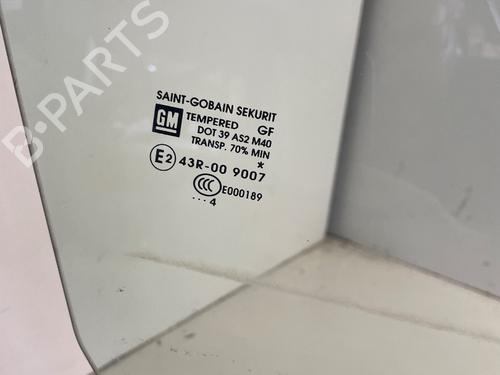 B-PARTS
SAINT-GOBAIN SEKURIT
GM TEMPERED GF
DOT 39 AS2 M40
TRANSP. 70% MIN
E2 43R-00 9007 *
CCC E000189
··· 4